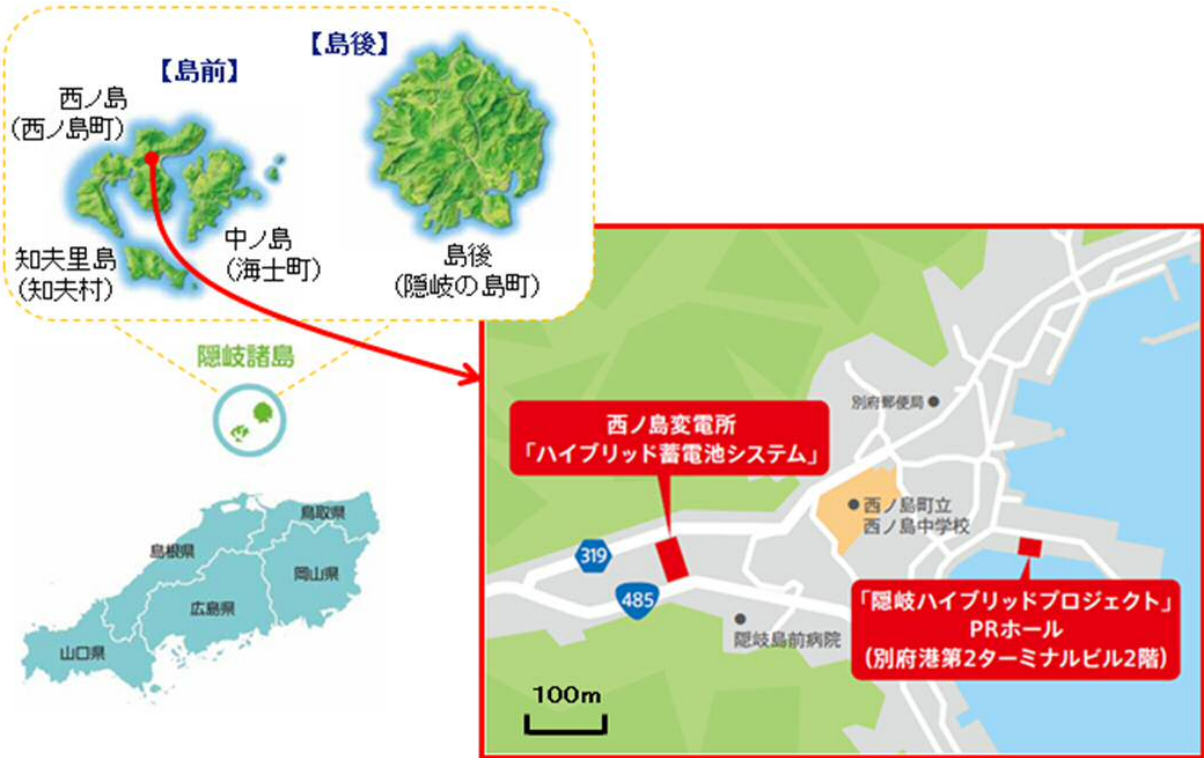 【島前】
【島後】
西ノ島
(西ノ島町)
中ノ島
(海士町)
知夫里島
(知夫村)
島後
(隠岐の島町)
隠岐諸島
鳥取県
島根県
岡山県
広島県
山口県
別府郵便局
西ノ島変電所
「ハイブリッド蓄電池システム」
西ノ島町立
西ノ島中学校
319
485
隠岐島前病院
「隠岐ハイブリッドプロジェクト」
PRホール
(別府港第2ターミナルビル2階)
100m